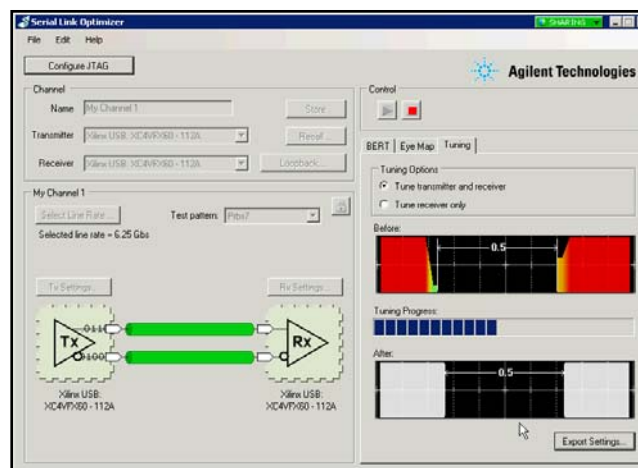 Serial Link Optimizer
SHARING
File Edit Help
Configure JTAG
Agilent Technologies
Channel
Name My Channel 1 Store...
Transmitter Xilinx USB: XC4VFX60 - 112A Recall...
Receiver Xilinx USB: XC4VFX60 - 112A Loopback...
Control
BERT Eye Map Tuning
Tuning Options
Tune transmitter and receiver
Tune receiver only
My Channel 1
Select Line Rate... Test pattern: Prbs7
Selected line rate = 6.25 Gbs
Before:
0.5
Tx Settings... Rx Settings...
Tuning Progress:
0110
Tx Rx
0100
After:
0.5
Xilinx USB: Xilinx USB:
XC4VFX60 - 112A XC4VFX60 - 112A
Export Settings...